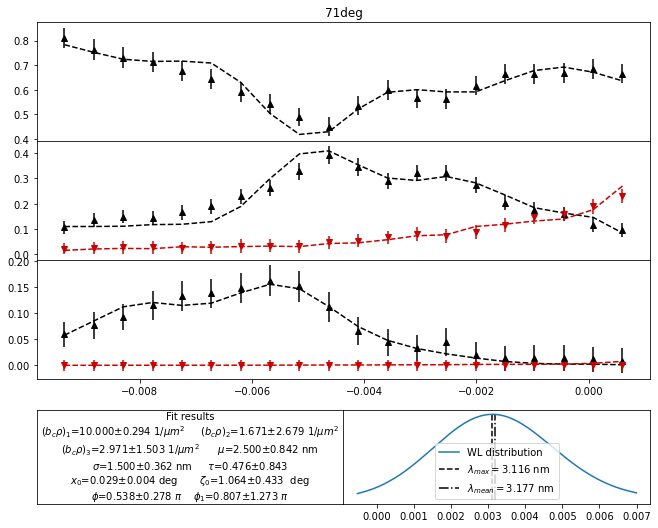 71deg
0.8
0.7
0.6
0.5
0.4
0.4
0.3
0.2
0.1
0.0
0.20
0.15
0.10
0.05
0.00
−0.008 −0.006 −0.004 −0.002 0.000
Fit results
(b_cρ)_1=10.000±0.294 1/μm² (b_cρ)_2=1.671±2.679 1/μm²
(b_cρ)_3=2.971±1.503 1/μm² μ=2.500±0.842 nm
σ=1.500±0.362 nm τ=0.476±0.843
x_0=0.029±0.004 deg ζ_0=1.064±0.433 deg
ϕ=0.538±0.278 π ϕ_1=0.807±1.273 π
WL distribution
λ_max=3.116 nm
λ_mean=3.177 nm
0.000 0.001 0.002 0.003 0.004 0.005 0.006 0.007